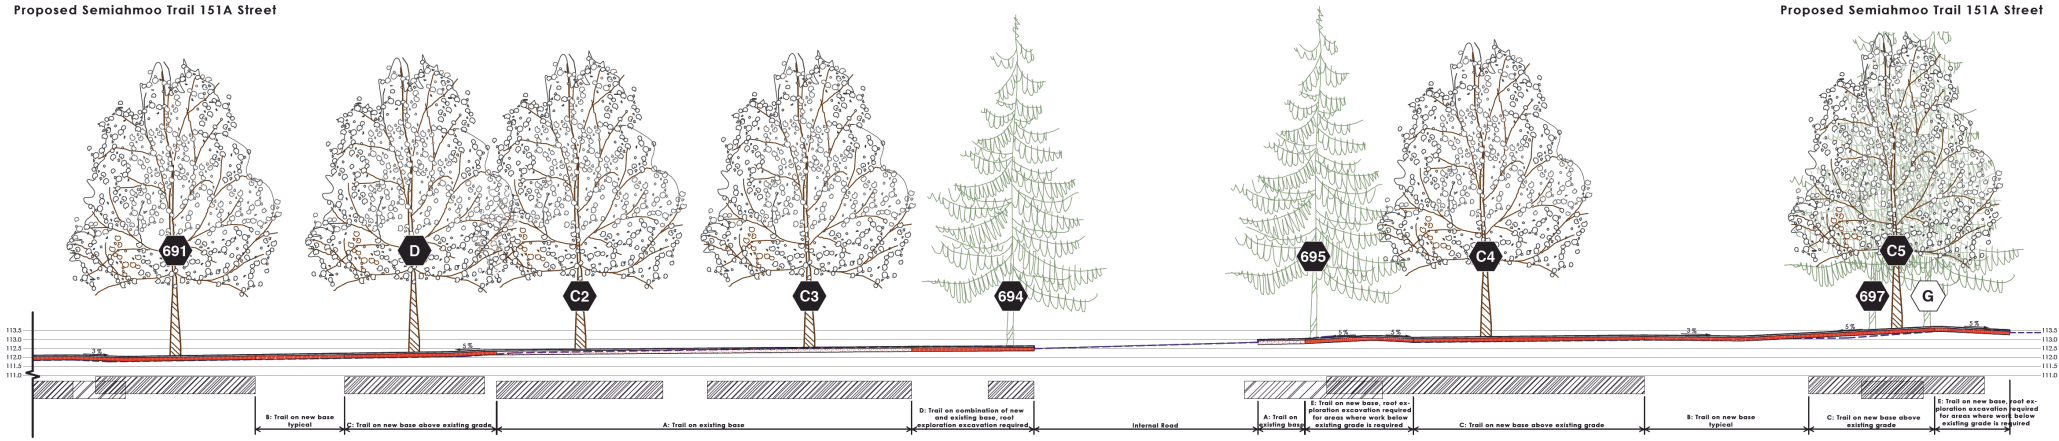 Proposed Semiahmoo Trail 151A Street
Proposed Semiahmoo Trail 151A Street
691
D
C2
C3
694
695
C4
C5
697
G
113.5
113.0
112.5
112.0
111.5
111.0
3%
5%
5%
5%
3%
5%
5%
113.5
113.0
112.5
112.0
111.5
111.0
B: Trail on new base
typical
C: Trail on new base above existing grade
A: Trail on existing base
D: Trail on combination of new
and existing base, root
exploration excavation required
Internal Road
A: Trail on
existing base
E: Trail on new base, root ex-
ploration excavation required
for areas where work below
existing grade is required
C: Trail on new base above existing grade
B: Trail on new base
typical
C: Trail on new base above
existing grade
E: Trail on new base, root ex-
ploration excavation required
for areas where work below
existing grade is required